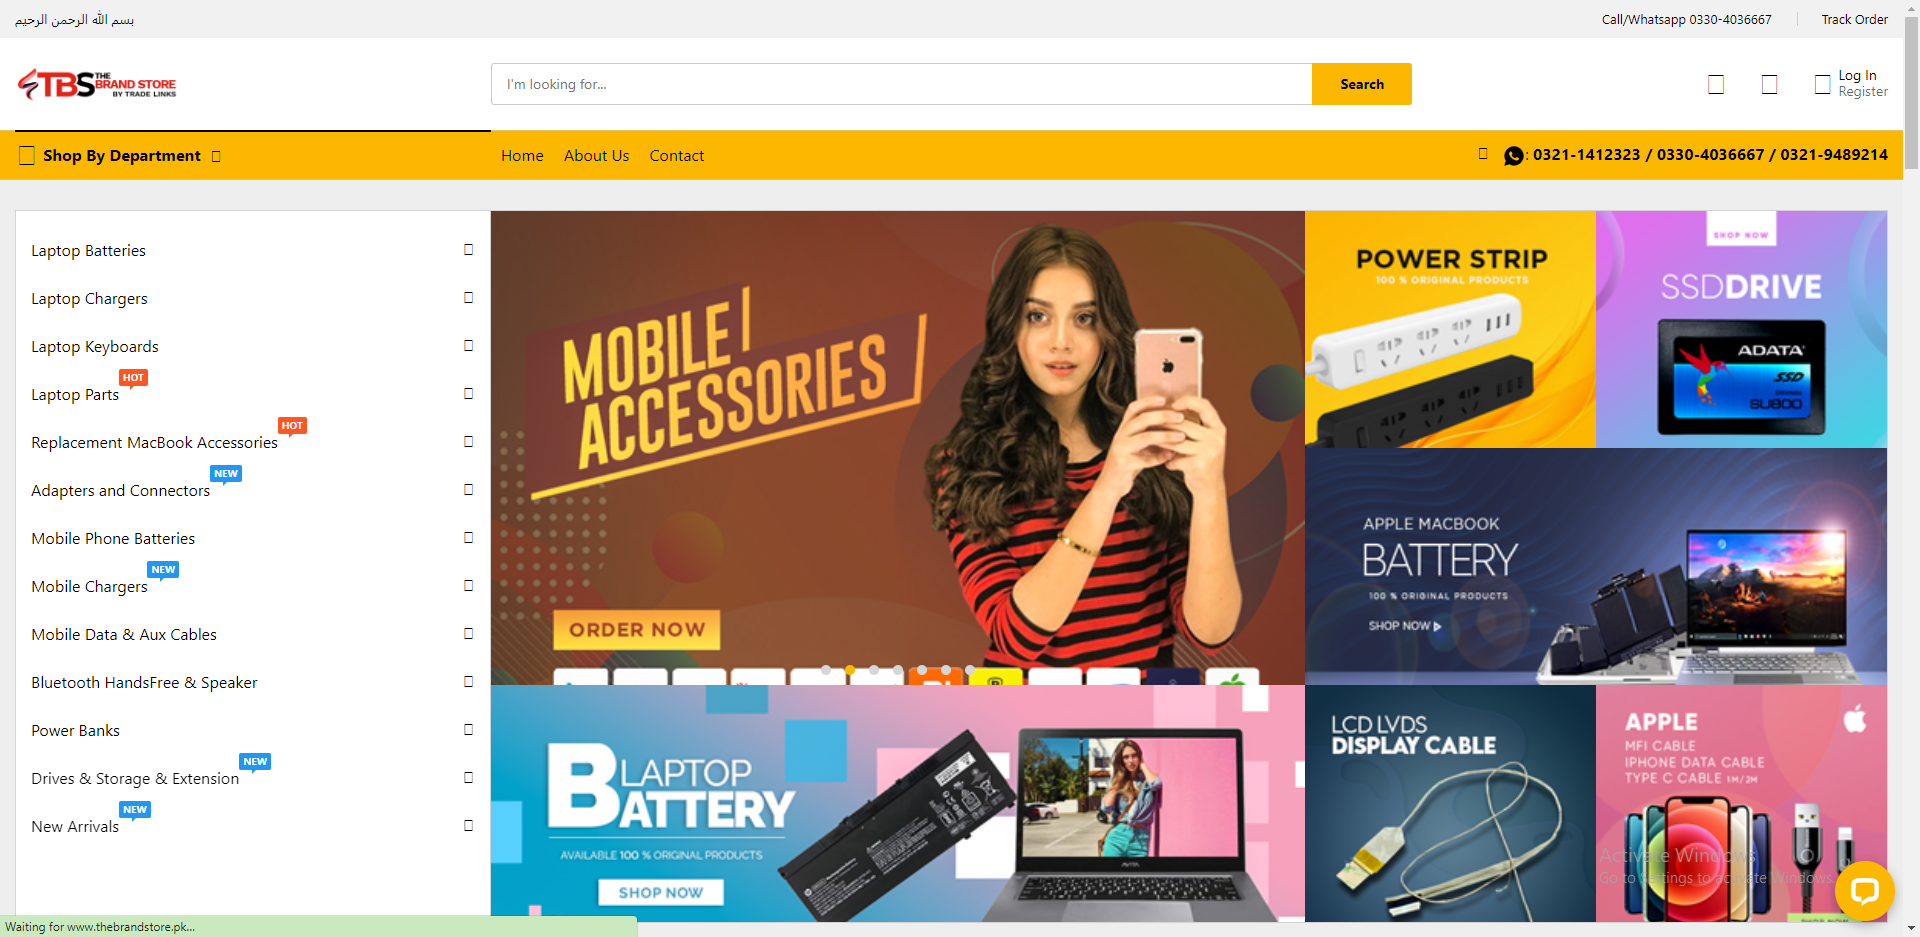 بسم الله الرحمن الرحيم
Call/Whatsapp 0330-4036667
Track Order
TBS THE BRAND STORE
BY TRADE LINKS
I'm looking for...
Search
Log In
Register
Shop By Department
Home
About Us
Contact
: 0321-1412323 / 0330-4036667 / 0321-9489214
Laptop Batteries
Laptop Chargers
Laptop Keyboards
Laptop Parts HOT
Replacement MacBook Accessories HOT
Adapters and Connectors NEW
Mobile Phone Batteries
Mobile Chargers NEW
Mobile Data & Aux Cables
Bluetooth HandsFree & Speaker
Power Banks
Drives & Storage & Extension NEW
New Arrivals NEW
MOBILE
ACCESSORIES
ORDER NOW
POWER STRIP
100 % ORIGINAL PRODUCTS
SHOP NOW
SSDDRIVE
ADATA
SSD
SU800
APPLE MACBOOK
BATTERY
100 % ORIGINAL PRODUCTS
SHOP NOW
LAPTOP
BATTERY
AVAILABLE 100 % ORIGINAL PRODUCTS
SHOP NOW
AVITA
LCD LVDS
DISPLAY CABLE
APPLE
MFI CABLE
IPHONE DATA CABLE
TYPE C CABLE 1M/2M
SHOP NOW
Activate Windows
Go to Settings to activate Windows.
Waiting for www.thebrandstore.pk...